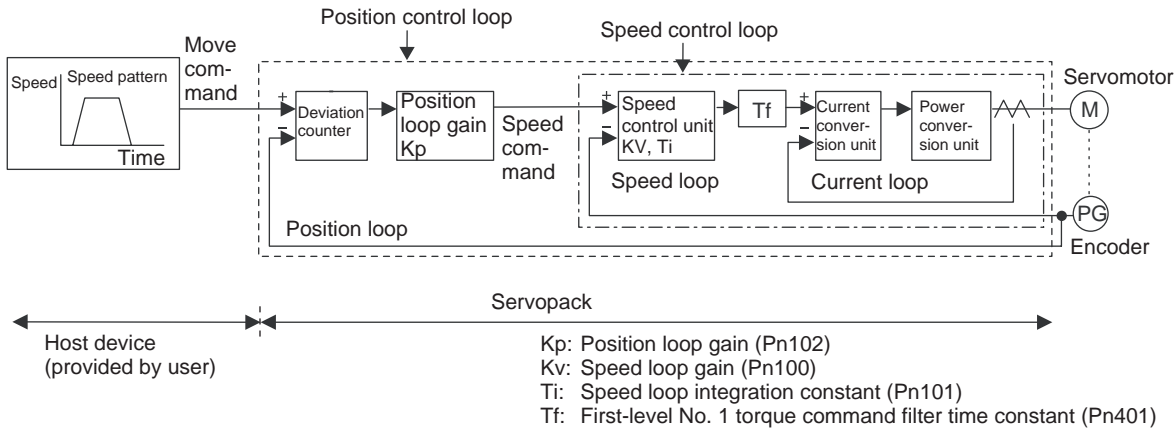 Position control loop
Speed control loop
Move
com-
mand
Speed
Speed pattern
Time
+
−
Deviation
counter
Position
loop gain
Kp
Speed
com-
mand
+
−
Speed
control unit
KV, Ti
Tf
+
−
Current
conver-
sion unit
Power
conver-
sion unit
Servomotor
M
Speed loop
Current loop
Position loop
PG
Encoder
Servopack
Host device
(provided by user)
Kp: Position loop gain (Pn102)
Kv: Speed loop gain (Pn100)
Ti: Speed loop integration constant (Pn101)
Tf: First-level No. 1 torque command filter time constant (Pn401)